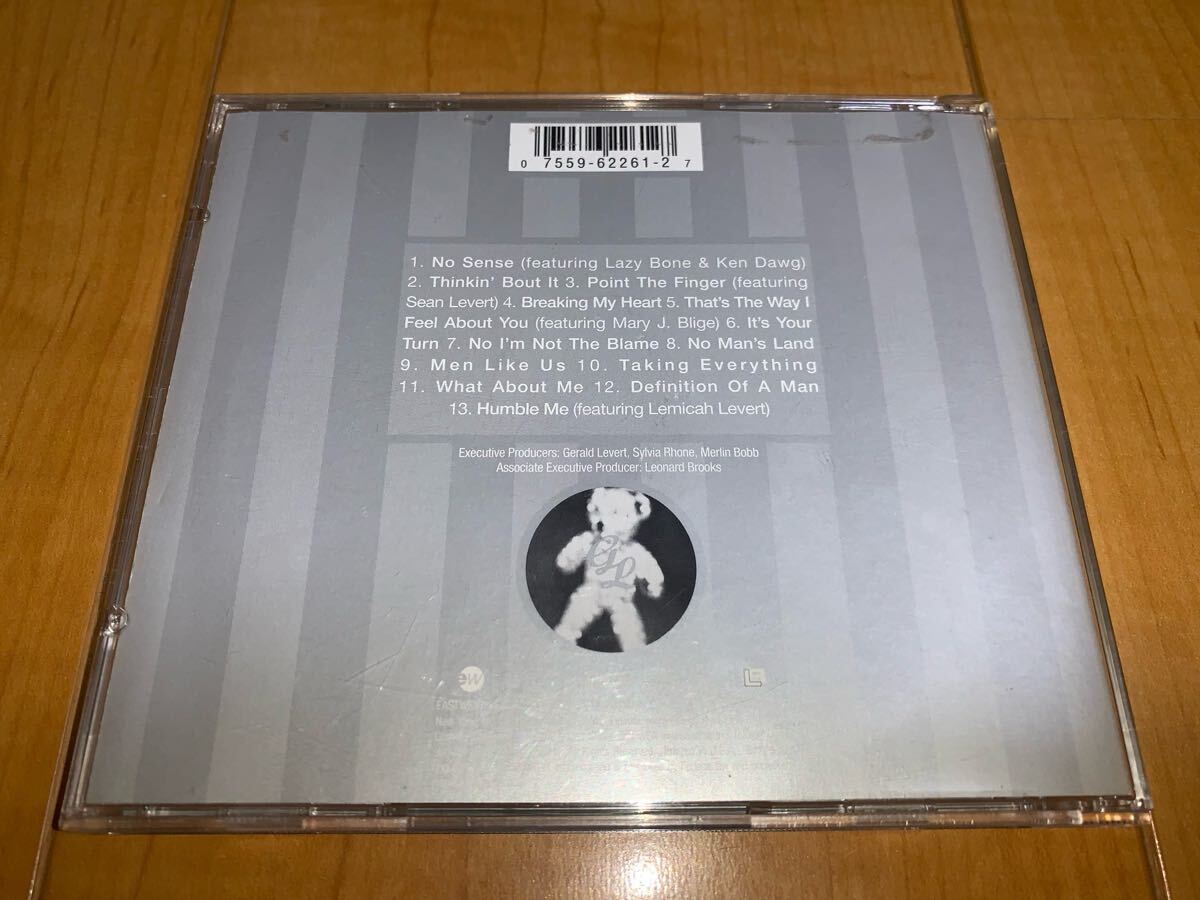 0 7559-62261-2 7
1. No Sense (featuring Lazy Bone & Ken Dawg)
2. Thinkin' Bout It 3. Point The Finger (featuring
Sean Levert) 4. Breaking My Heart 5. That's The Way I
Feel About You (featuring Mary J. Blige) 6. It's Your
Turn 7. No I'm Not The Blame 8. No Man's Land
9. Men Like Us 10. Taking Everything
11. What About Me 12. Definition Of A Man
13. Humble Me (featuring Lemicah Levert)
Executive Producers: Gerald Levert, Sylvia Rhone, Merlin Bobb
Associate Executive Producer: Leonard Brooks
GL
ew